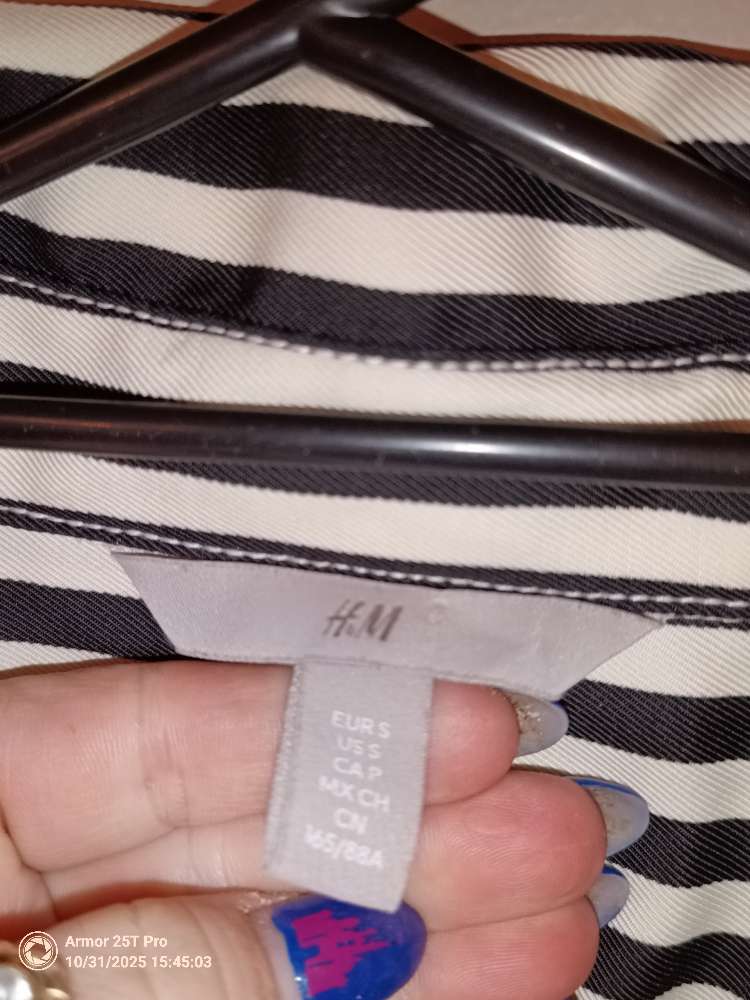 H&M
EUR S
US S
CA P
MX CH
CN
165/88A
Armor 25T Pro
10/31/2025 15:45:03